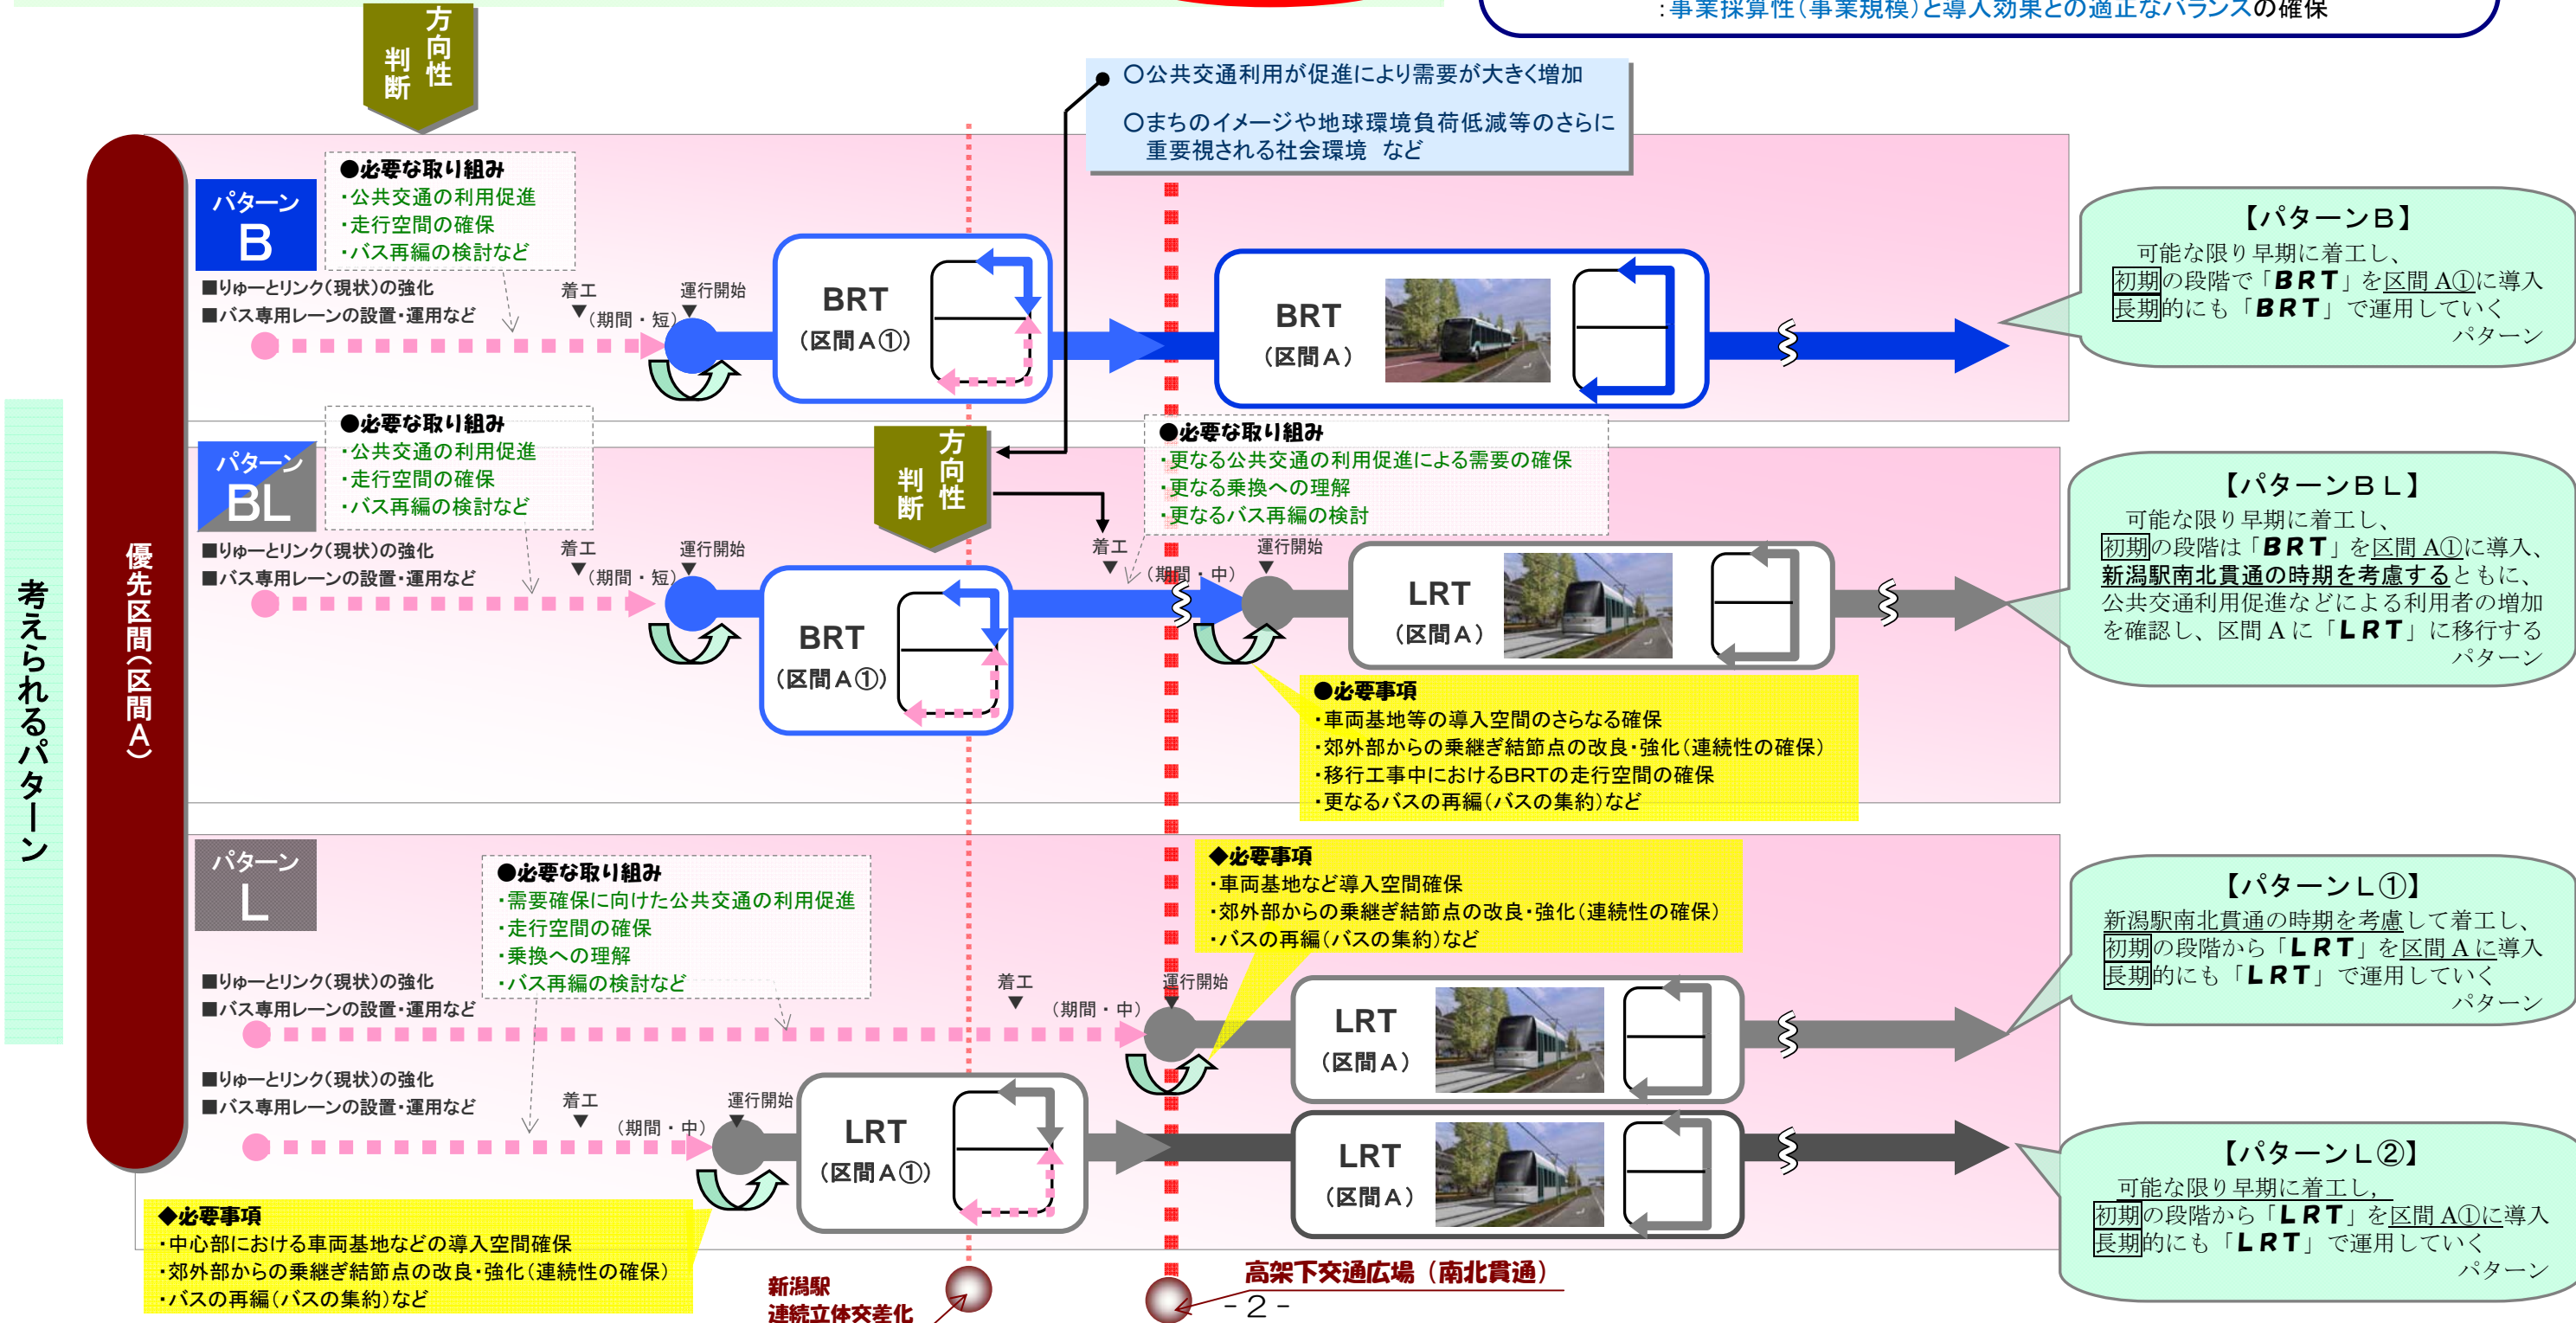 :事業採算性（事業規模）と導入効果との適正なバランスの確保
方向性
判断
○公共交通利用が促進により需要が大きく増加
○まちのイメージや地球環境負荷低減等のさらに
重要視される社会環境 など
考えられるパターン
優先区間（区間A）
パターン
B
●必要な取り組み
・公共交通の利用促進
・走行空間の確保
・バス再編の検討など
■りゅーとリンク（現状）の強化
■バス専用レーンの設置・運用など
着工
▼（期間・短）
運行開始
▼
BRT
（区間A①）
BRT
（区間A）
【パターンB】
可能な限り早期に着工し、
初期の段階で「BRT」を区間A①に導入
長期的にも「BRT」で運用していく
パターン
パターン
BL
●必要な取り組み
・公共交通の利用促進
・走行空間の確保
・バス再編の検討など
■りゅーとリンク（現状）の強化
■バス専用レーンの設置・運用など
着工
▼（期間・短）
運行開始
▼
BRT
（区間A①）
方向性
判断
●必要な取り組み
・更なる公共交通の利用促進による需要の確保
・更なる乗換への理解
・更なるバス再編の検討
着工
▼
（期間・中）
運行開始
▼
LRT
（区間A）
●必要事項
・車両基地等の導入空間のさらなる確保
・郊外部からの乗継ぎ結節点の改良・強化（連続性の確保）
・移行工事中におけるBRTの走行空間の確保
・更なるバスの再編（バスの集約）など
【パターンBL】
可能な限り早期に着工し、
初期の段階は「BRT」を区間A①に導入、
新潟駅南北貫通の時期を考慮するともに、
公共交通利用促進などによる利用者の増加
を確認し、区間Aに「LRT」に移行する
パターン
パターン
L
●必要な取り組み
・需要確保に向けた公共交通の利用促進
・走行空間の確保
・乗換への理解
・バス再編の検討など
■りゅーとリンク（現状）の強化
■バス専用レーンの設置・運用など
着工
▼
（期間・中）
運行開始
▼
◆必要事項
・車両基地など導入空間確保
・郊外部からの乗継ぎ結節点の改良・強化（連続性の確保）
・バスの再編（バスの集約）など
LRT
（区間A）
【パターンL①】
新潟駅南北貫通の時期を考慮して着工し、
初期の段階から「LRT」を区間Aに導入
長期的にも「LRT」で運用していく
パターン
■りゅーとリンク（現状）の強化
■バス専用レーンの設置・運用など
着工
▼
（期間・中）
運行開始
▼
LRT
（区間A①）
LRT
（区間A）
【パターンL②】
可能な限り早期に着工し,
初期の段階から「LRT」を区間A①に導入
長期的にも「LRT」で運用していく
パターン
◆必要事項
・中心部における車両基地などの導入空間確保
・郊外部からの乗継ぎ結節点の改良・強化（連続性の確保）
・バスの再編（バスの集約）など
新潟駅
連続立体交差化
高架下交通広場（南北貫通）
-2-